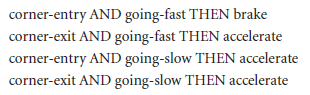 corner-entry AND going-fast THEN brake
corner-exit AND going-fast THEN accelerate
corner-entry AND going-slow THEN accelerate
corner-exit AND going-slow THEN accelerate